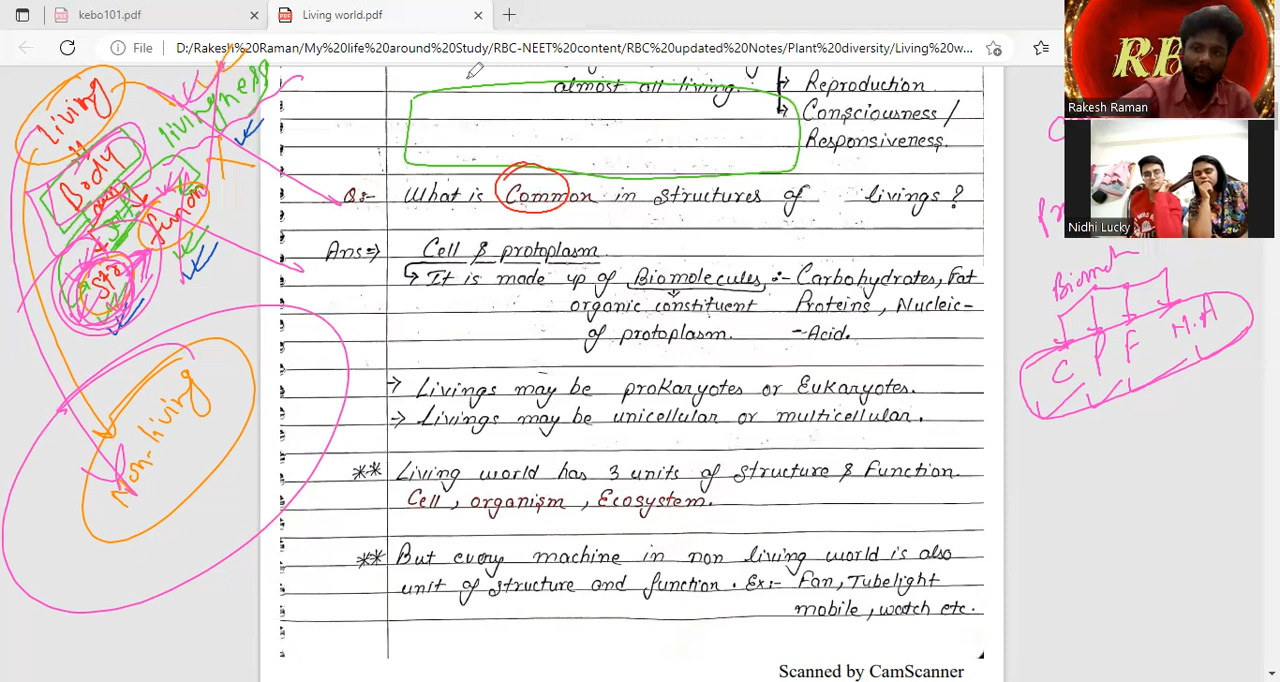 kebo101.pdf
Living world.pdf
File
D:/Rakesh%20Raman/My%20life%20around%20Study/RBC-NEET%20content/RBC%20updated%20Notes/Plant%20diversity/Living%20w...
RB
Rakesh Raman
Nidhi Lucky
almost all living.
→ Reproduction
→ Consciousness /
Responsiveness.
Qs:- What is Common in structures of livings?
Ans⇒ Cell & protoplasm
↳ It is made up of Biomolecules :- Carbohydrates, Fat
organic constituent Proteins, Nucleic-
of protoplasm. -Acid.
→ Livings may be proKaryotes or EuKaryotes.
→ Livings may be unicellular or multicellular.
** Living world has 3 units of structure & Function.
Cell, organism, Ecosystem.
** But every machine in non living world is also
unit of structure and function. Ex:- Fan, Tubelight
mobile, watch etc.
Scanned by CamScanner
Living
livingness
Body
Str
Non-living
C P F N.A